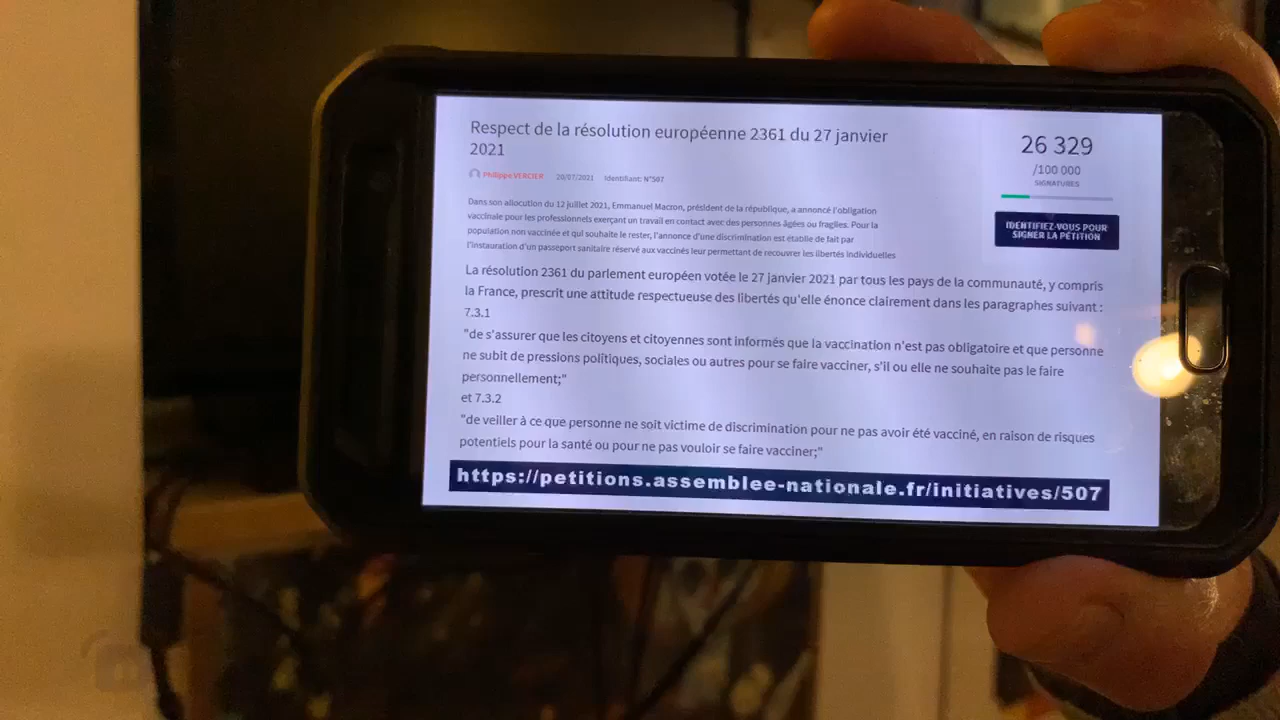 Respect de la résolution européenne 2361 du 27 janvier
2021
Philippe VERCIER 20/07/2021 Identifiant: N°507
26 329
/100 000
SIGNATURES
IDENTIFIEZ-VOUS POUR
SIGNER LA PÉTITION
Dans son allocution du 12 juillet 2021, Emmanuel Macron, président de la république, a annoncé l'obligation
vaccinale pour les professionnels exerçant un travail en contact avec des personnes âgées ou fragiles. Pour la
population non vaccinée et qui souhaite le rester, l'annonce d'une discrimination est établie de fait par
l'instauration d'un passeport sanitaire réservé aux vaccinés leur permettant de recouvrer les libertés individuelles
La résolution 2361 du parlement européen votée le 27 janvier 2021 par tous les pays de la communauté, y compris
la France, prescrit une attitude respectueuse des libertés qu'elle énonce clairement dans les paragraphes suivant :
7.3.1
"de s'assurer que les citoyens et citoyennes sont informés que la vaccination n'est pas obligatoire et que personne
ne subit de pressions politiques, sociales ou autres pour se faire vacciner, s'il ou elle ne souhaite pas le faire
personnellement;"
et 7.3.2
"de veiller à ce que personne ne soit victime de discrimination pour ne pas avoir été vacciné, en raison de risques
potentiels pour la santé ou pour ne pas vouloir se faire vacciner;"
https://petitions.assemblee-nationale.fr/initiatives/507